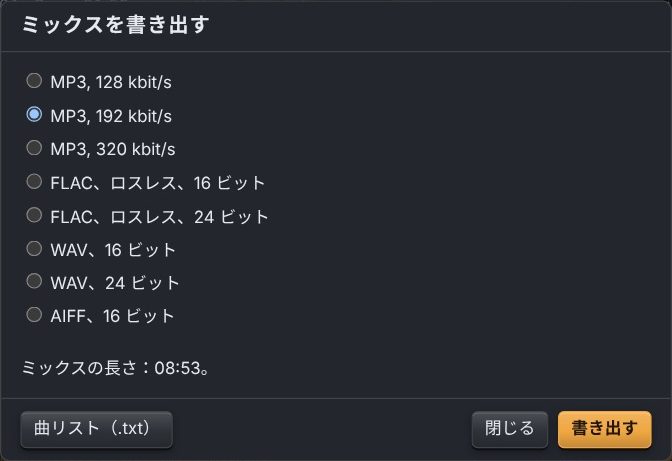 ミックスを書き出す
MP3, 128 kbit/s
MP3, 192 kbit/s
MP3, 320 kbit/s
FLAC、ロスレス、16 ビット
FLAC、ロスレス、24 ビット
WAV、16 ビット
WAV、24 ビット
AIFF、16 ビット
ミックスの長さ：08:53。
曲リスト（.txt） 閉じる 書き出す